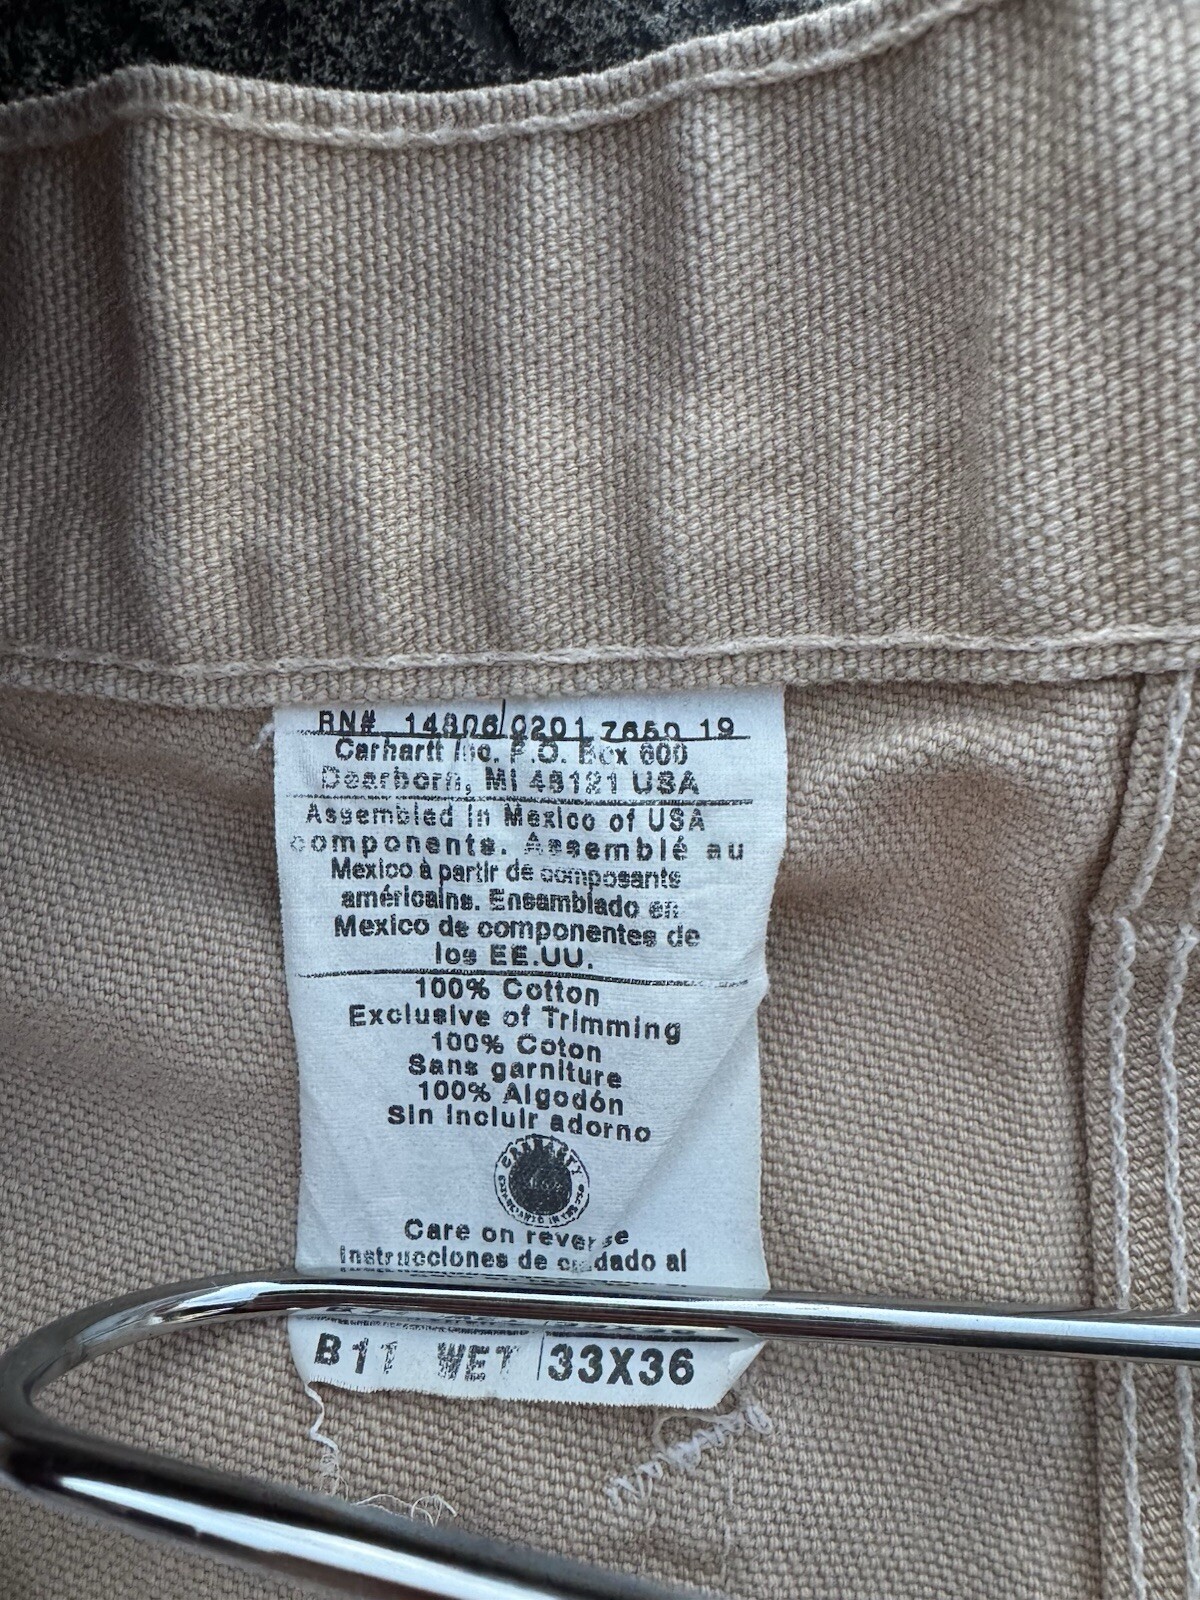 RN# 14806/0201 7650 19
Carhartt Inc. P.O. Box 600
Dearborn, MI 48121 USA
Assembled in Mexico of USA
components. Assemblé au
Mexico à partir de composants
américains. Ensamblado en
Mexico de componentes de
los EE.UU.
100% Cotton
Exclusive of Trimming
100% Coton
Sans garniture
100% Algodón
Sin incluir adorno
CARHARTT
Care on reverse
Instrucciones de cuidado al
B11 WET 33X36